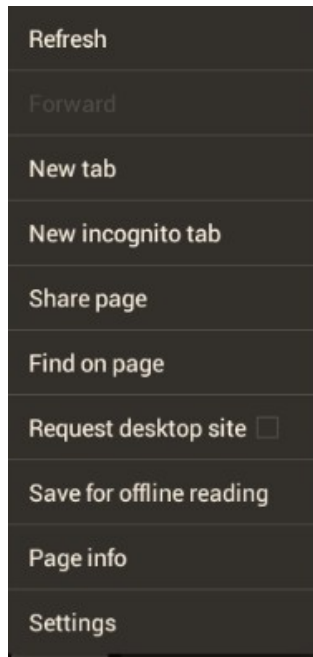 Refresh
Forward
New tab
New incognito tab
Share page
Find on page
Request desktop site
Save for offline reading
Page info
Settings